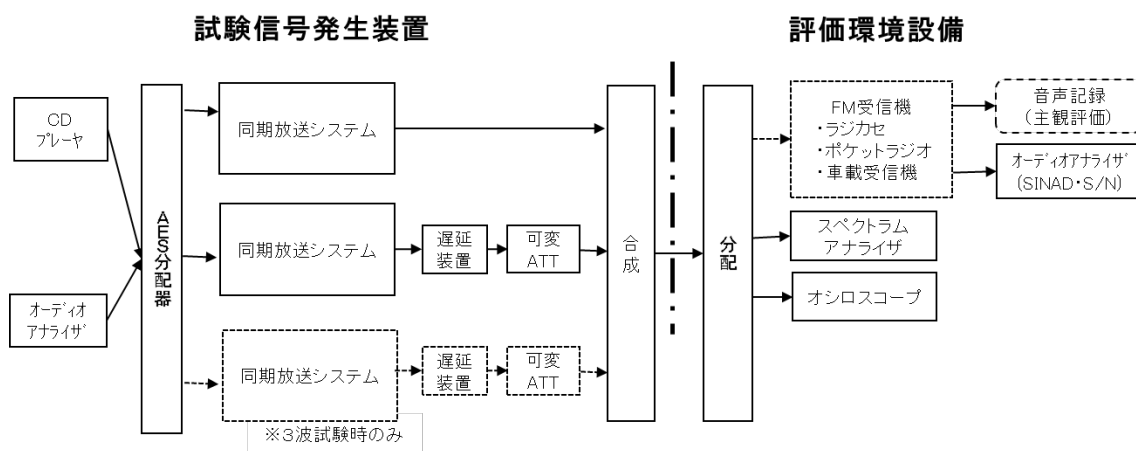 試験信号発生装置
評価環境設備
CD
プレーヤ
オーディオ
アナライザ
AES分配器
同期放送システム
同期放送システム
遅延
装置
可変
ATT
同期放送システム
遅延
装置
可変
ATT
※3波試験時のみ
合成
分配
FM受信機
・ラジカセ
・ポケットラジオ
・車載受信機
音声記録
(主観評価)
オーディオアナライザ
(SINAD・S/N)
スペクトラム
アナライザ
オシロスコープ